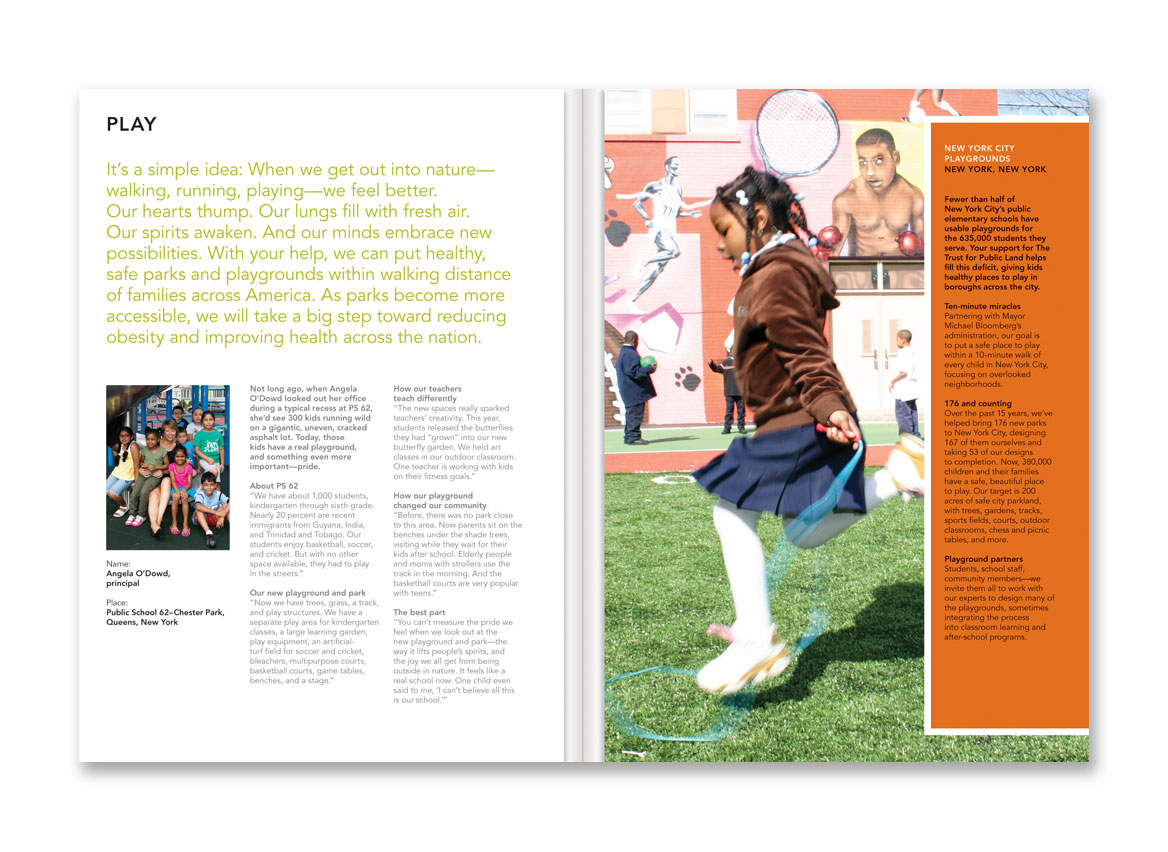 PLAY
It’s a simple idea: When we get out into nature—
walking, running, playing—we feel better.
Our hearts thump. Our lungs fill with fresh air.
Our spirits awaken. And our minds embrace new
possibilities. With your help, we can put healthy,
safe parks and playgrounds within walking distance
of families across America. As parks become more
accessible, we will take a big step toward reducing
obesity and improving health across the nation.
Name:
Angela O’Dowd,
principal
Place:
Public School 62–Chester Park,
Queens, New York
Not long ago, when Angela
O’Dowd looked out her office
during a typical recess at PS 62,
she’d see 300 kids running wild
on a gigantic, uneven, cracked
asphalt lot. Today, those
kids have a real playground,
and something even more
important—pride.
About PS 62
“We have about 1,000 students,
kindergarten through sixth grade.
Nearly 20 percent are recent
immigrants from Guyana, India,
and Trinidad and Tobago. Our
students enjoy basketball, soccer,
and cricket. But with no other
space available, they had to play
in the streets.”
Our new playground and park
“Now we have trees, grass, a track,
and play structures. We have a
separate play area for kindergarten
classes, a large learning garden,
play equipment, an artificial-
turf field for soccer and cricket,
bleachers, multipurpose courts,
basketball courts, game tables,
benches, and a stage.”
How our teachers
teach differently
“The new spaces really sparked
teachers’ creativity. This year,
students released the butterflies
they had “grown” into our new
butterfly garden. We held art
classes in our outdoor classroom.
One teacher is working with kids
on their fitness goals.”
How our playground
changed our community
“Before, there was no park close
to this area. Now parents sit on the
benches under the shade trees,
visiting while they wait for their
kids after school. Elderly people
and moms with strollers use the
track in the morning. And the
basketball courts are very popular
with teens.”
The best part
“You can’t measure the pride we
feel when we look out at the
new playground and park—the
way it lifts people’s spirits, and
the joy we all get from being
outside in nature. It feels like a
real school now. One child even
said to me, ‘I can’t believe all this
is our school.’”
77
NEW YORK CITY
PLAYGROUNDS
NEW YORK, NEW YORK
Fewer than half of
New York City’s public
elementary schools have
usable playgrounds for
the 635,000 students they
serve. Your support for The
Trust for Public Land helps
fill this deficit, giving kids
healthy places to play in
boroughs across the city.
Ten-minute miracles
Partnering with Mayor
Michael Bloomberg’s
administration, our goal is
to put a safe place to play
within a 10-minute walk of
every child in New York City,
focusing on overlooked
neighborhoods.
176 and counting
Over the past 15 years, we’ve
helped bring 176 new parks
to New York City, designing
167 of them ourselves and
taking 53 of our designs
to completion. Now, 380,000
children and their families
have a safe, beautiful place
to play. Our target is 200
acres of safe city parkland,
with trees, gardens, tracks,
sports fields, courts, outdoor
classrooms, chess and picnic
tables, and more.
Playground partners
Students, school staff,
community members—we
invite them all to work with
our experts to design many of
the playgrounds, sometimes
integrating the process
into classroom learning and
after-school programs.